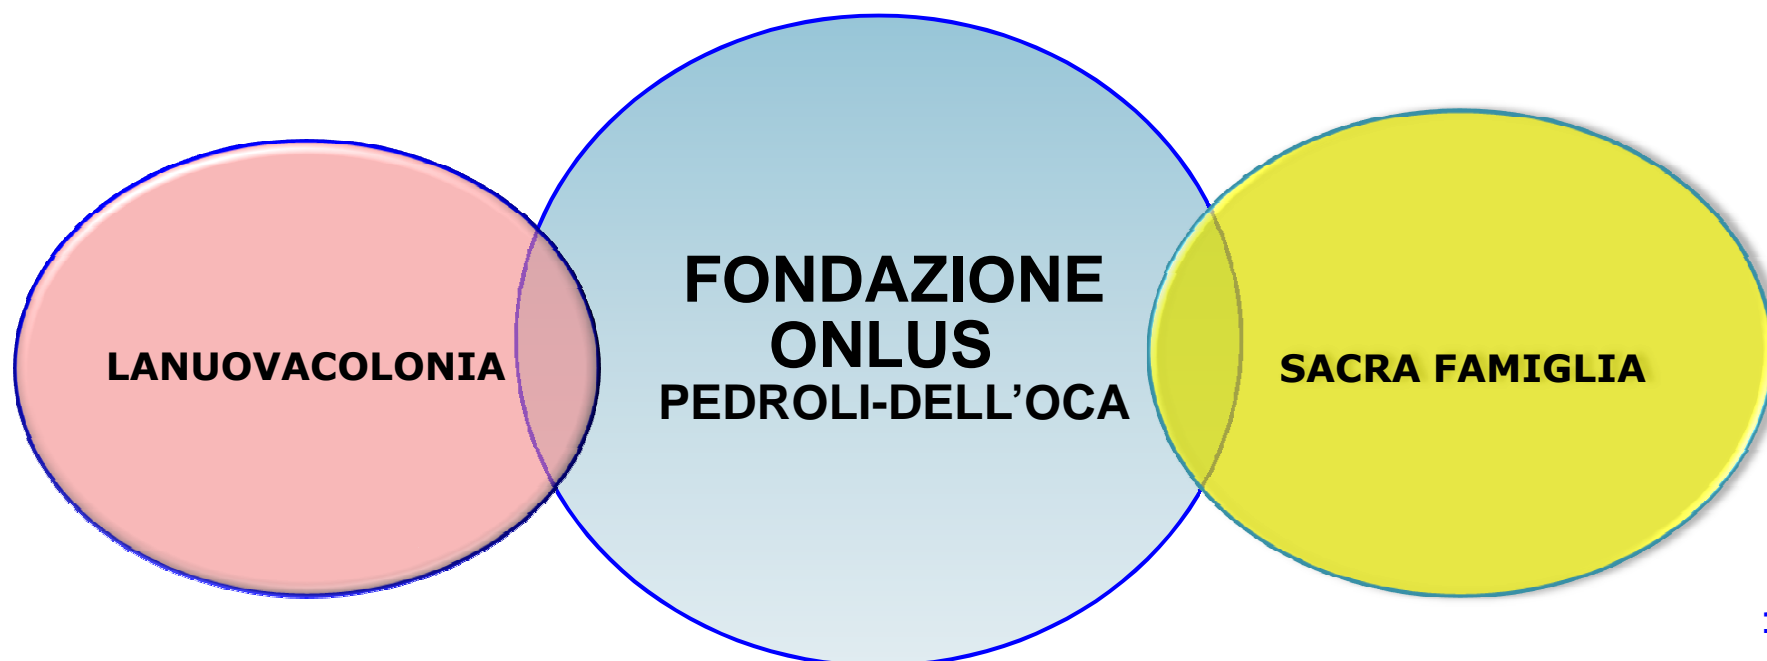 LANUOVACOLONIA
FONDAZIONE
ONLUS
PEDROLI-DELL’OCA
SACRA FAMIGLIA